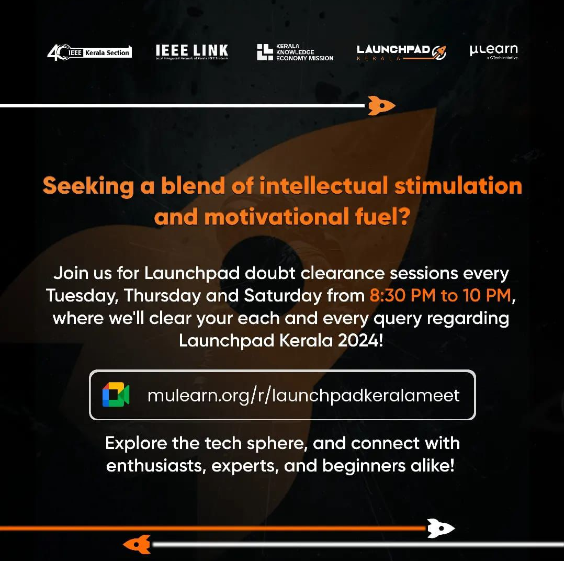 40 IEEE Kerala Section
IEEE LINK
KERALA
KNOWLEDGE
ECONOMY MISSION
LAUNCHPAD
KERALA
µLearn
Seeking a blend of intellectual stimulation
and motivational fuel?
Join us for Launchpad doubt clearance sessions every
Tuesday, Thursday and Saturday from 8:30 PM to 10 PM,
where we'll clear your each and every query regarding
Launchpad Kerala 2024!
mulearn.org/r/launchpadkeralameet
Explore the tech sphere, and connect with
enthusiasts, experts, and beginners alike!